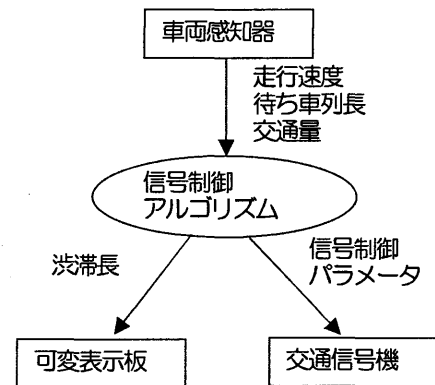 車両感知器
走行速度
待ち車列長
交通量
信号制御
アルゴリズム
渋滞長
信号制御
パラメータ
可変表示板
交通信号機